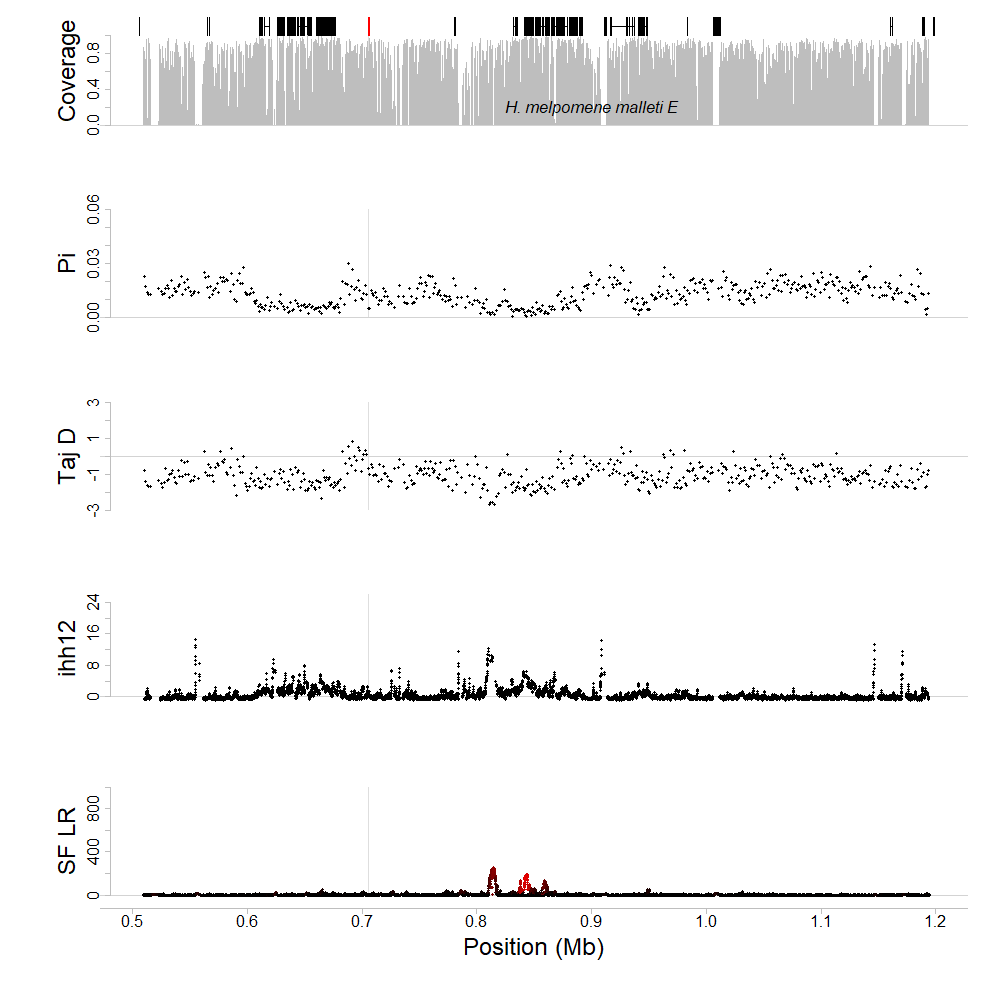 Coverage
0.0 0.4 0.8
H. melpomene malleti E
Pi
0.00 0.03 0.06
Taj D
-3 -1 1 3
ihh12
0 8 16 24
SF LR
0 400 800
0.5 0.6 0.7 0.8 0.9 1.0 1.1 1.2
Position (Mb)